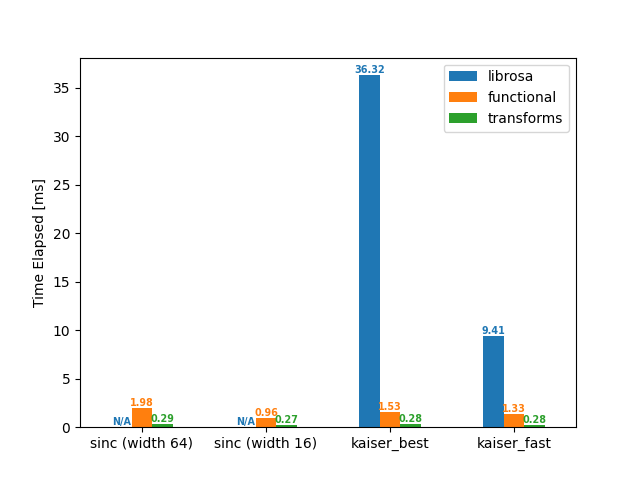 36.32
librosa
functional
transforms
35
30
25
20
15
10
5
0
Time Elapsed [ms]
9.41
N/A 1.98 0.29
N/A 0.96 0.27
1.53 0.28
1.33 0.28
sinc (width 64) sinc (width 16) kaiser_best kaiser_fast